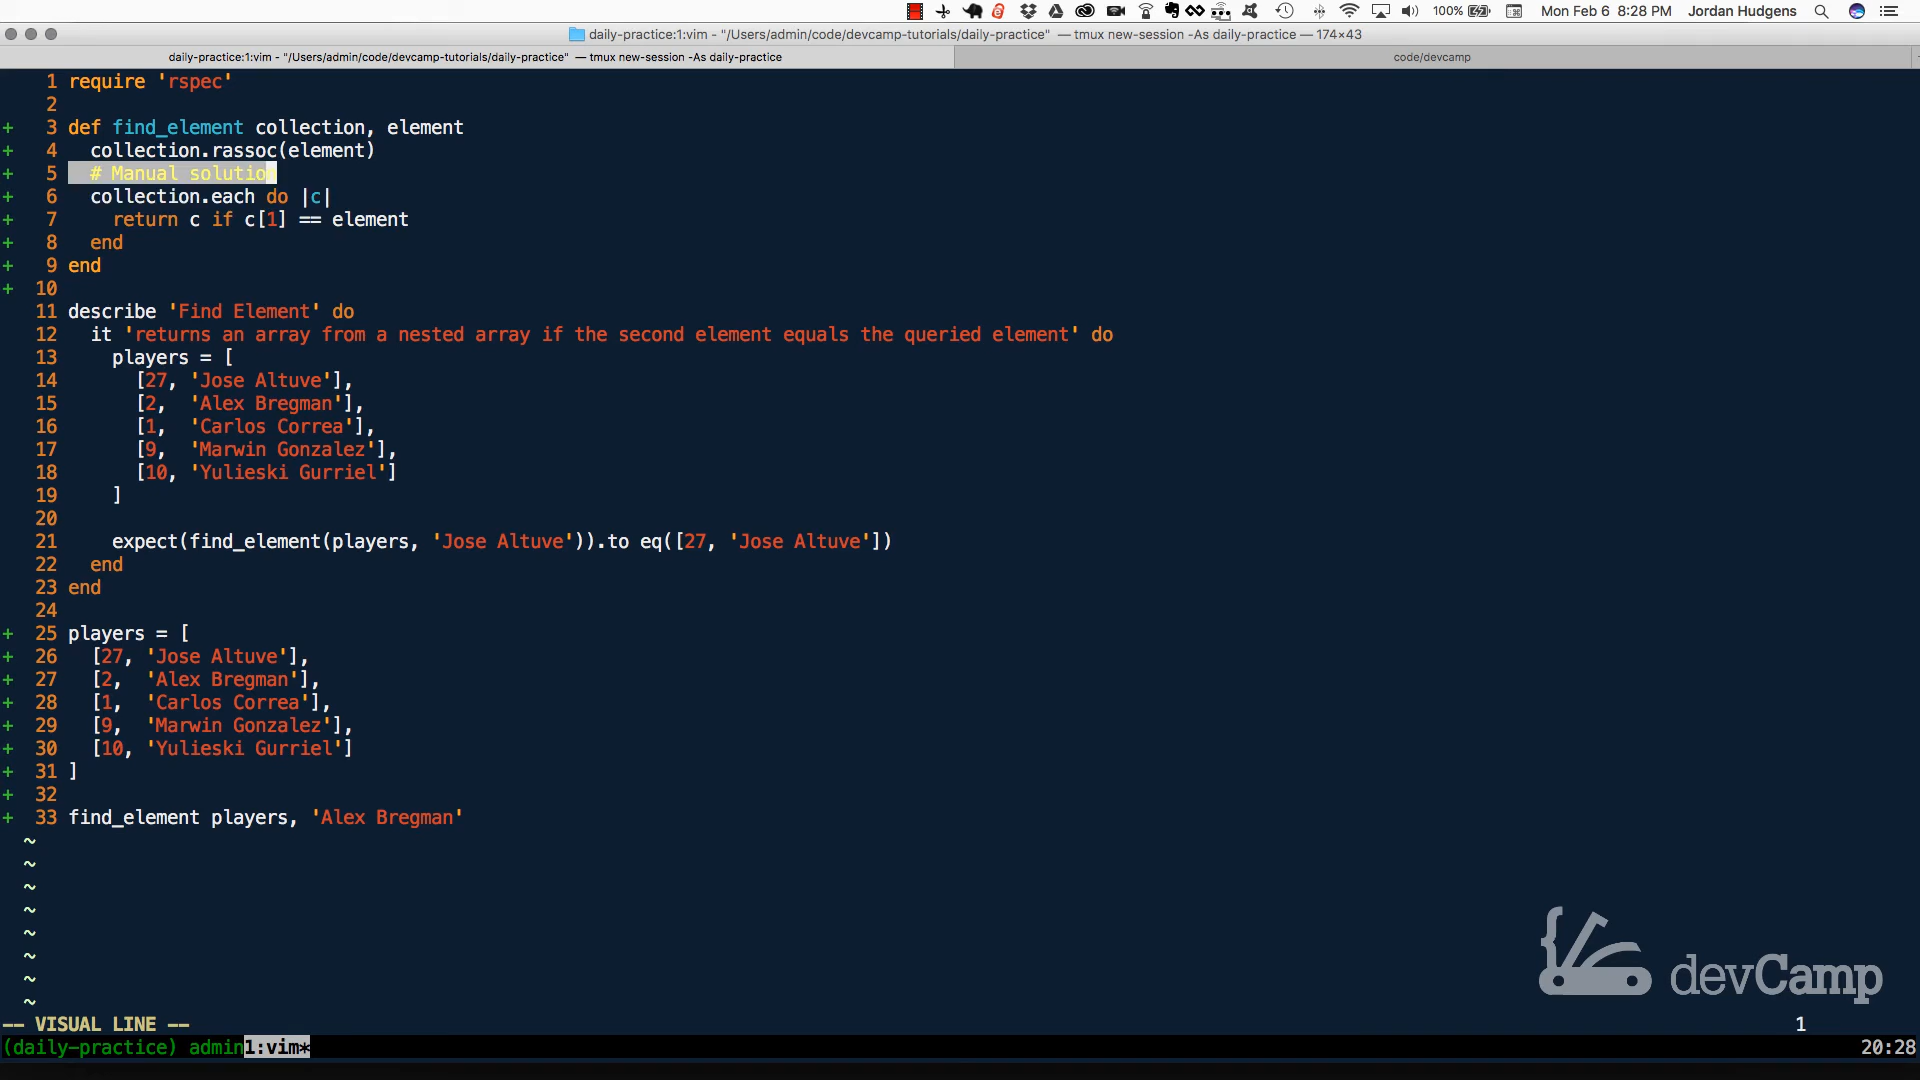 100% Mon Feb 6 8:28 PM Jordan Hudgens
daily-practice:1:vim - "/Users/admin/code/devcamp-tutorials/daily-practice" — tmux new-session -As daily-practice — 174×43
daily-practice:1:vim - "/Users/admin/code/devcamp-tutorials/daily-practice" — tmux new-session -As daily-practice code/devcamp
1 require 'rspec'
2
+ 3 def find_element collection, element
+ 4   collection.rassoc(element)
+ 5   # Manual solutio
+ 6   collection.each do |c|
+ 7     return c if c[1] == element
+ 8   end
+ 9 end
+ 10
11 describe 'Find Element' do
12   it 'returns an array from a nested array if the second element equals the queried element' do
13     players = [
14       [27, 'Jose Altuve'],
15       [2,  'Alex Bregman'],
16       [1,  'Carlos Correa'],
17       [9,  'Marwin Gonzalez'],
18       [10, 'Yulieski Gurriel']
19     ]
20
21     expect(find_element(players, 'Jose Altuve')).to eq([27, 'Jose Altuve'])
22   end
23 end
24
+ 25 players = [
+ 26   [27, 'Jose Altuve'],
+ 27   [2,  'Alex Bregman'],
+ 28   [1,  'Carlos Correa'],
+ 29   [9,  'Marwin Gonzalez'],
+ 30   [10, 'Yulieski Gurriel']
+ 31 ]
+ 32
+ 33 find_element players, 'Alex Bregman'
~
~
~
~
~
~
~
~
devCamp
-- VISUAL LINE -- 1
(daily-practice) admin1:vim* 20:28